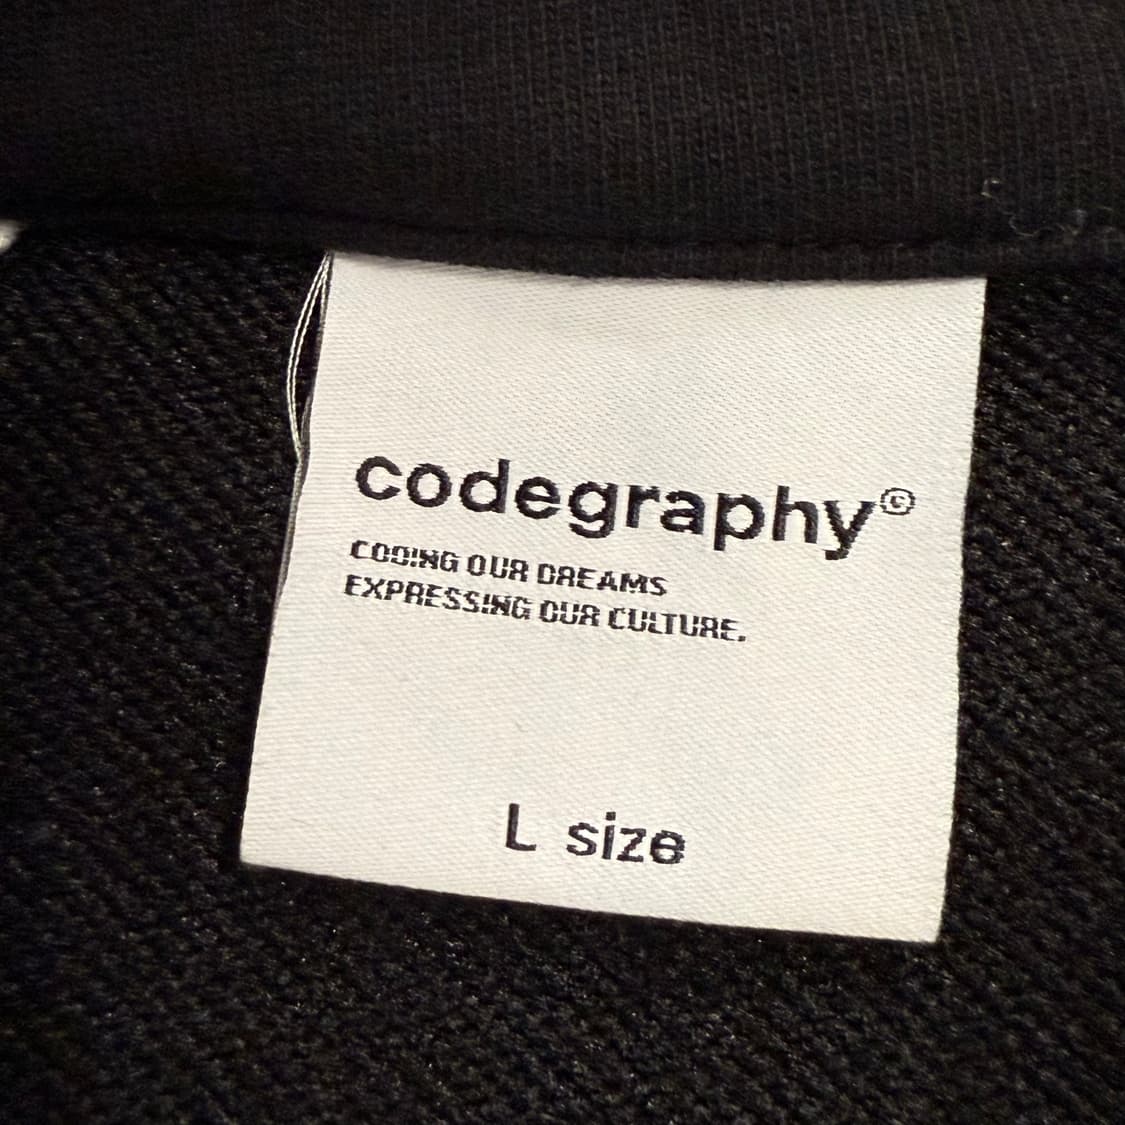 codegraphy©
CODING OUR DREAMS
EXPRESSING OUR CULTURE.
L size